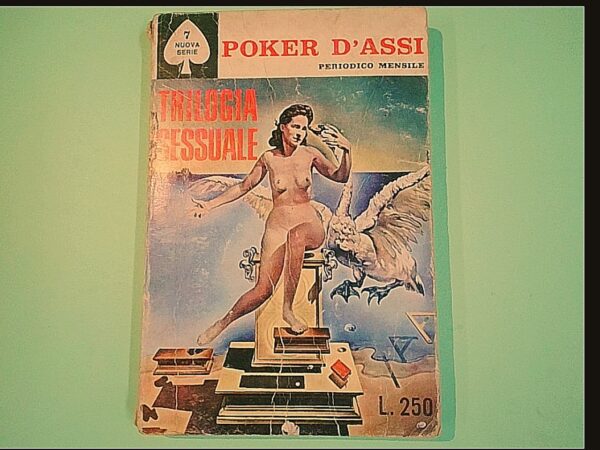 7
NUOVA
SERIE
POKER D'ASSI
PERIODICO MENSILE
TRILOGIA
SESSUALE
L. 250